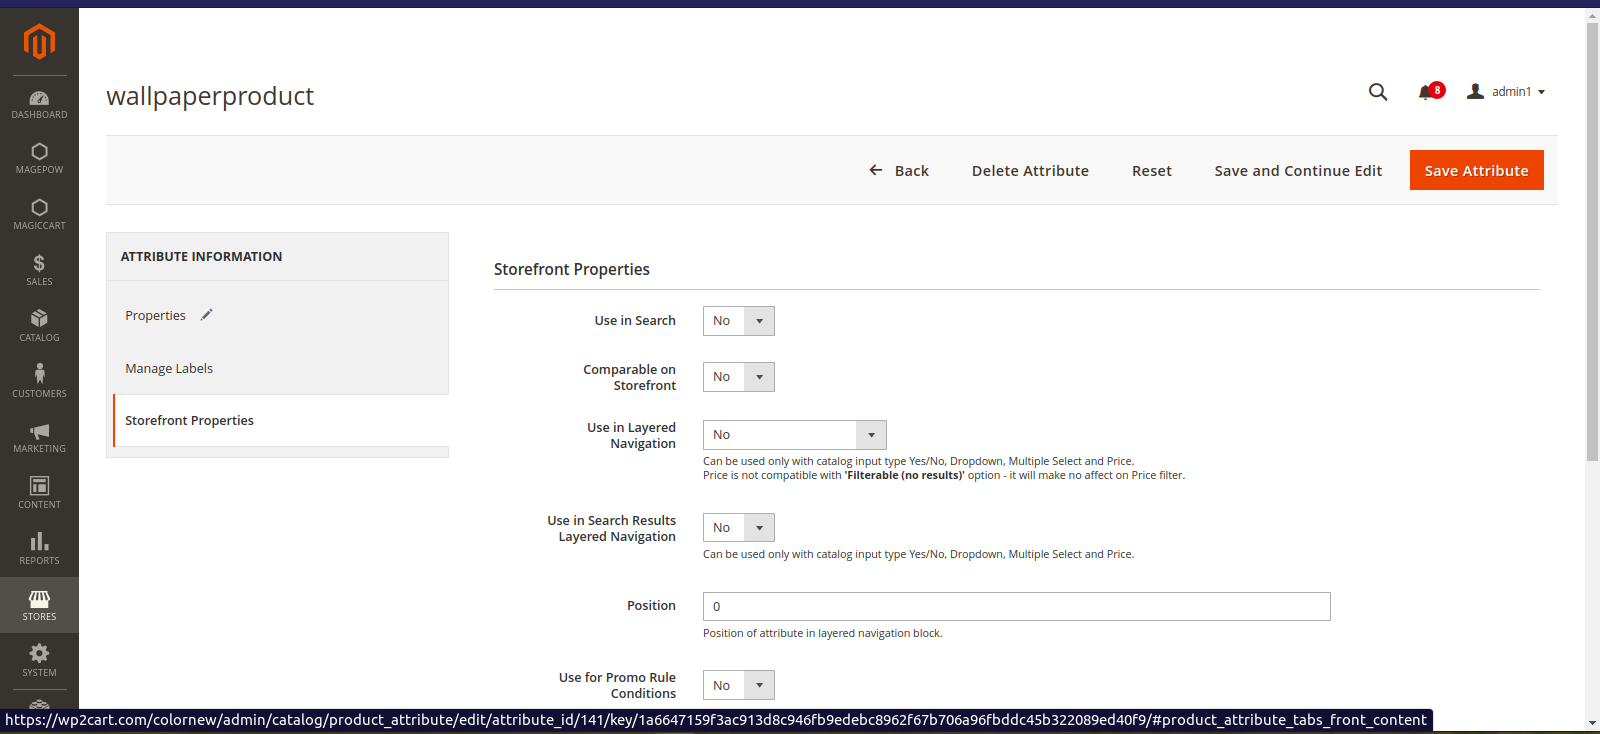 wallpaperproduct
8
admin1
DASHBOARD
MAGEPOW
MAGICCART
SALES
CATALOG
CUSTOMERS
MARKETING
CONTENT
REPORTS
STORES
SYSTEM
Back
Delete Attribute
Reset
Save and Continue Edit
Save Attribute
ATTRIBUTE INFORMATION
Properties
Manage Labels
Storefront Properties
Storefront Properties
Use in Search
No
Comparable on
Storefront
No
Use in Layered
Navigation
No
Can be used only with catalog input type Yes/No, Dropdown, Multiple Select and Price.
Price is not compatible with 'Filterable (no results)' option - it will make no affect on Price filter.
Use in Search Results
Layered Navigation
No
Can be used only with catalog input type Yes/No, Dropdown, Multiple Select and Price.
Position
0
Position of attribute in layered navigation block.
Use for Promo Rule
Conditions
No
https://wp2cart.com/colornew/admin/catalog/product_attribute/edit/attribute_id/141/key/1a6647159f3ac913d8c946fb9edebc8962f67b706a96fbddc45b322089ed40f9/#product_attribute_tabs_front_content